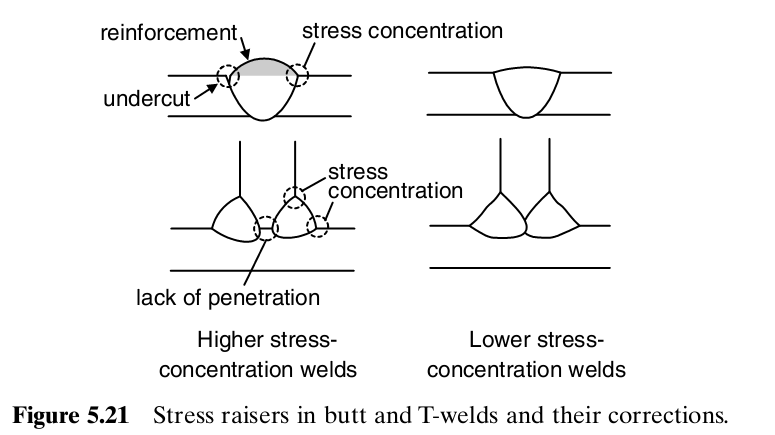 reinforcement
stress concentration
undercut
stress
concentration
lack of penetration
Higher stress-
concentration welds
Lower stress-
concentration welds
Figure 5.21 Stress raisers in butt and T-welds and their corrections.